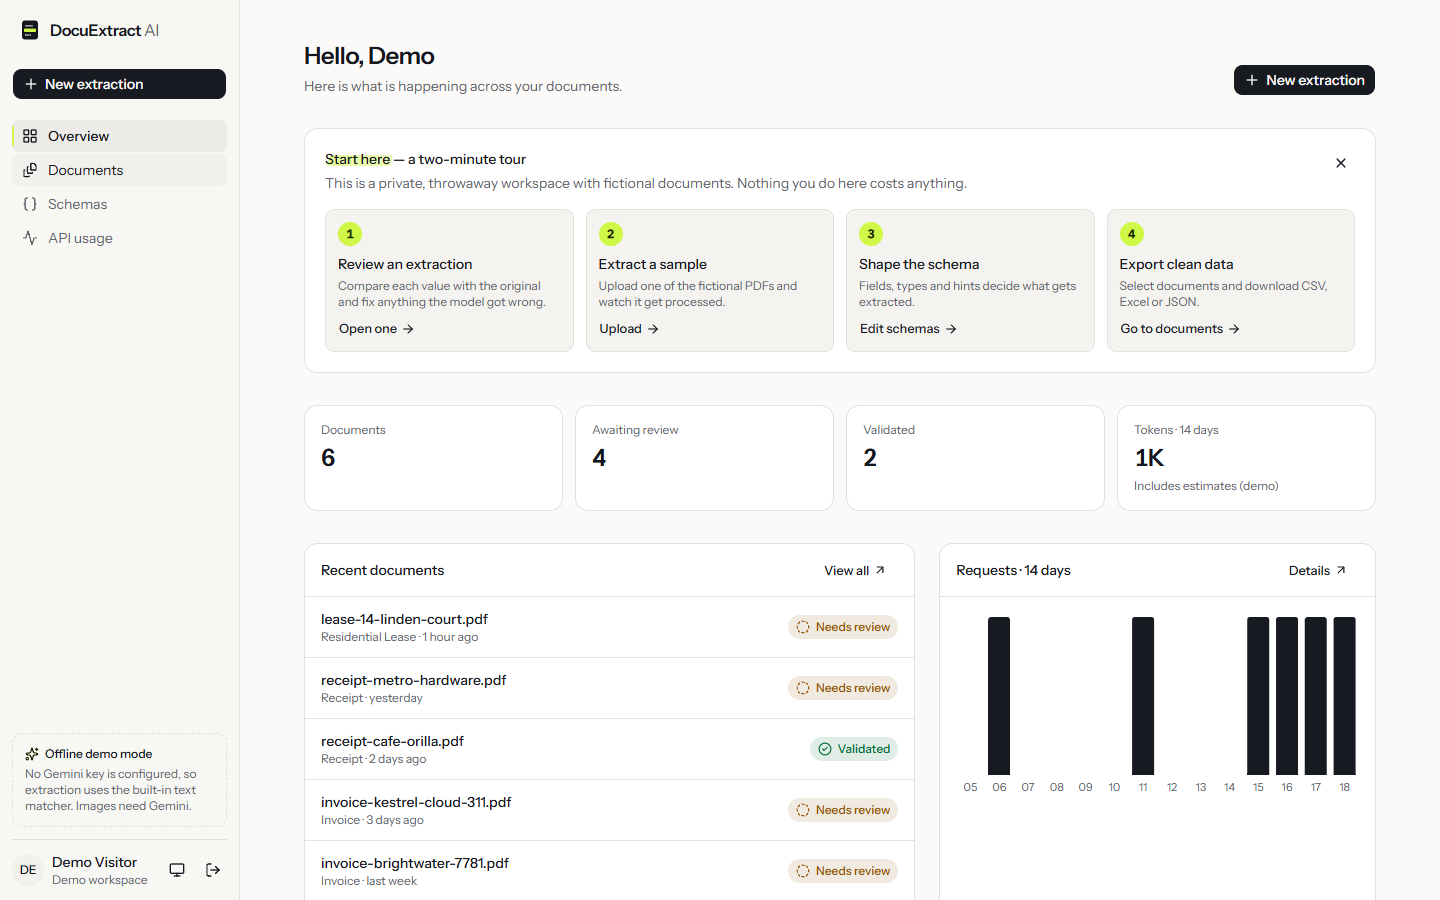 DocuExtract AI
New extraction
Overview
Documents
Schemas
API usage
Offline demo mode
No Gemini key is configured, so
extraction uses the built-in text
matcher. Images need Gemini.
DE
Demo Visitor
Demo workspace
Hello, Demo
Here is what is happening across your documents.
New extraction
Start here — a two-minute tour
This is a private, throwaway workspace with fictional documents. Nothing you do here costs anything.
1
Review an extraction
Compare each value with the original
and fix anything the model got wrong.
Open one
2
Extract a sample
Upload one of the fictional PDFs and
watch it get processed.
Upload
3
Shape the schema
Fields, types and hints decide what gets
extracted.
Edit schemas
4
Export clean data
Select documents and download CSV,
Excel or JSON.
Go to documents
Documents
6
Awaiting review
4
Validated
2
Tokens · 14 days
1K
Includes estimates (demo)
Recent documents
View all
lease-14-linden-court.pdf
Residential Lease · 1 hour ago
Needs review
receipt-metro-hardware.pdf
Receipt · yesterday
Needs review
receipt-cafe-orilla.pdf
Receipt · 2 days ago
Validated
invoice-kestrel-cloud-311.pdf
Invoice · 3 days ago
Needs review
invoice-brightwater-7781.pdf
Invoice · last week
Needs review
Requests · 14 days
Details
05 06 07 08 09 10 11 12 13 14 15 16 17 18